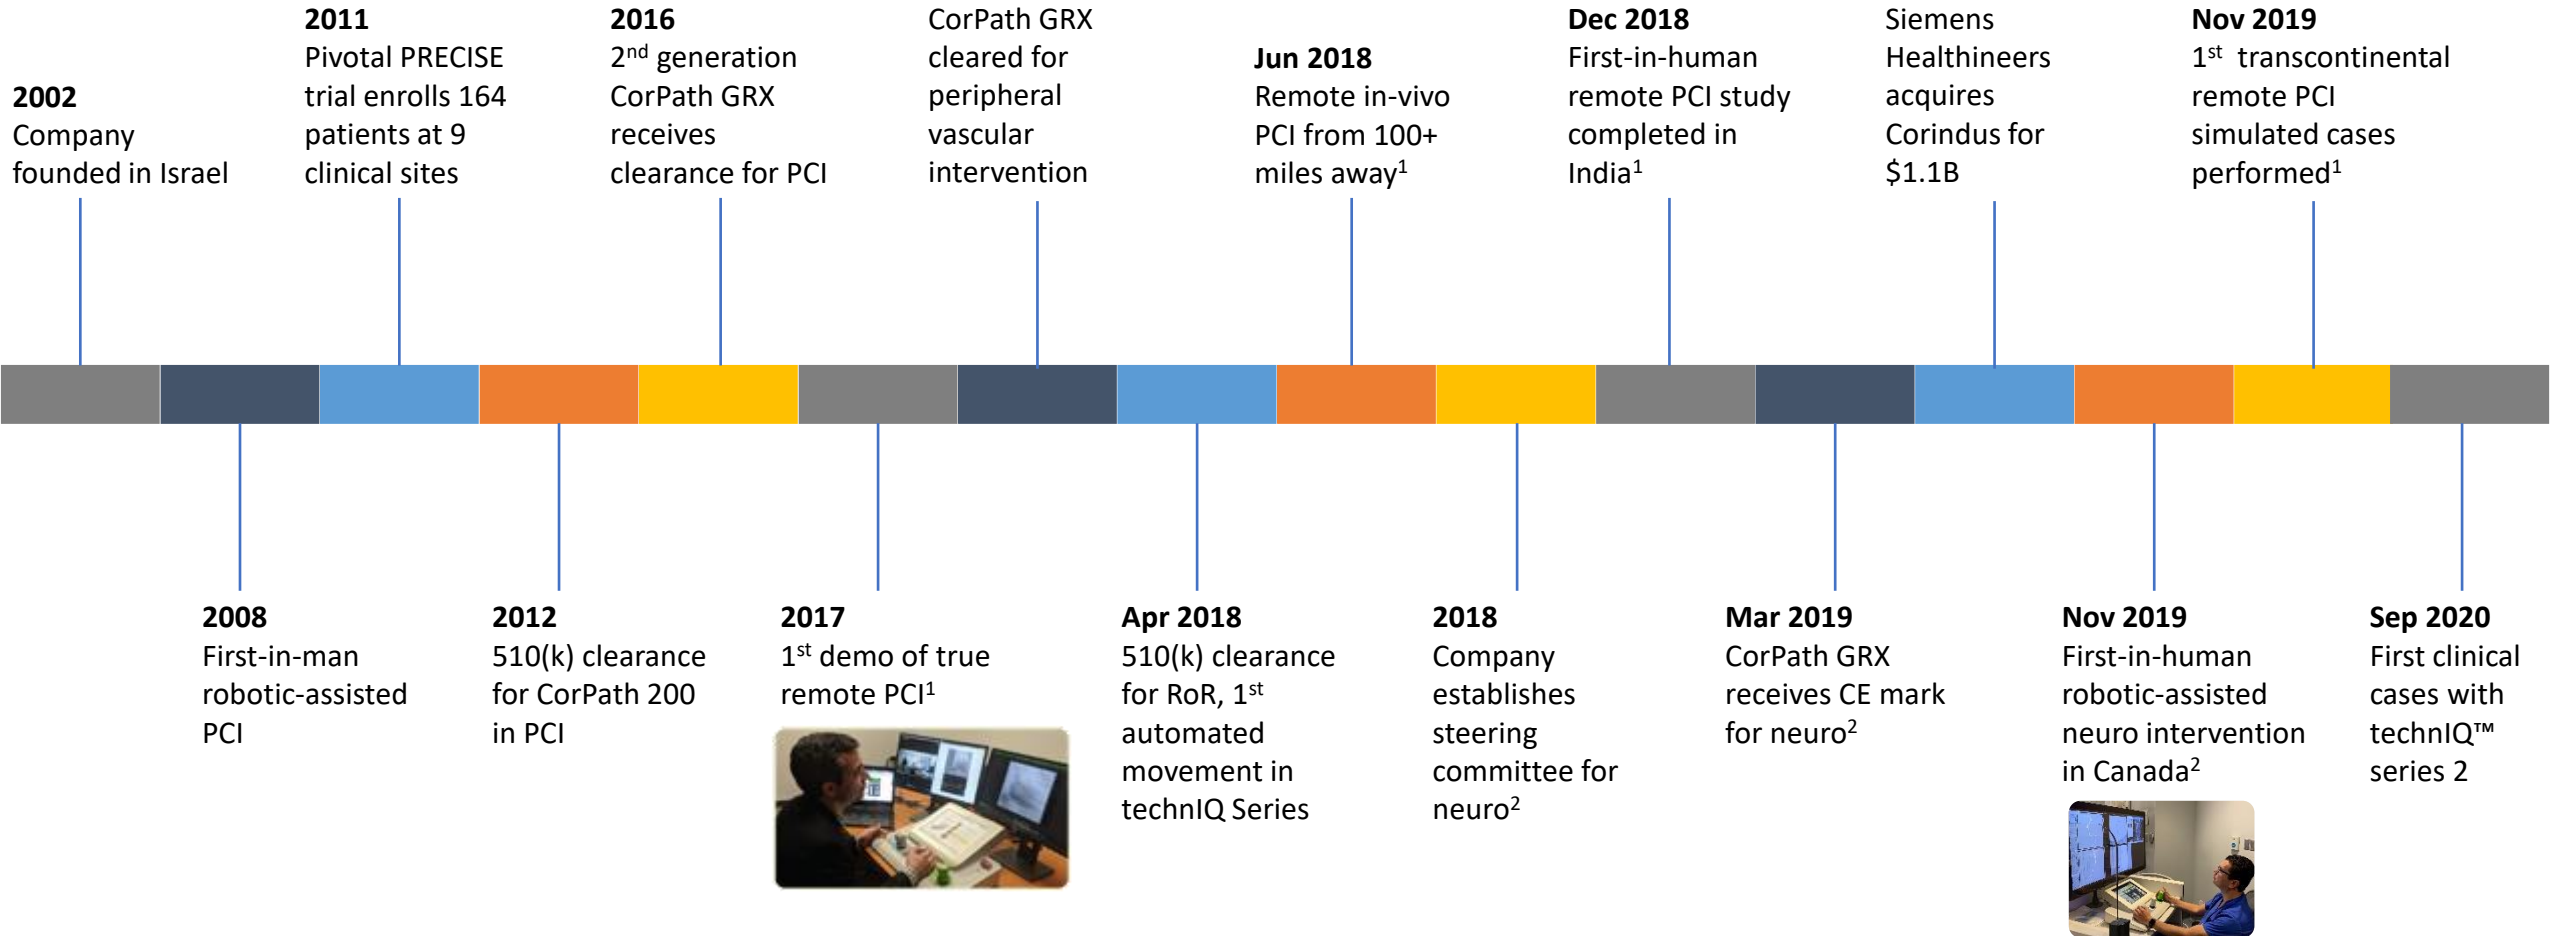 2002
Company
founded in Israel
2011
Pivotal PRECISE
trial enrolls 164
patients at 9
clinical sites
2016
2nd generation
CorPath GRX
receives
clearance for PCI
CorPath GRX
cleared for
peripheral
vascular
intervention
Jun 2018
Remote in-vivo
PCI from 100+
miles away1
Dec 2018
First-in-human
remote PCI study
completed in
India1
Siemens
Healthineers
acquires
Corindus for
$1.1B
Nov 2019
1st transcontinental
remote PCI
simulated cases
performed1
2008
First-in-man
robotic-assisted
PCI
2012
510(k) clearance
for CorPath 200
in PCI
2017
1st demo of true
remote PCI1
Apr 2018
510(k) clearance
for RoR, 1st
automated
movement in
technIQ Series
2018
Company
establishes
steering
committee for
neuro2
Mar 2019
CorPath GRX
receives CE mark
for neuro2
Nov 2019
First-in-human
robotic-assisted
neuro intervention
in Canada2
Sep 2020
First clinical
cases with
technIQ™
series 2